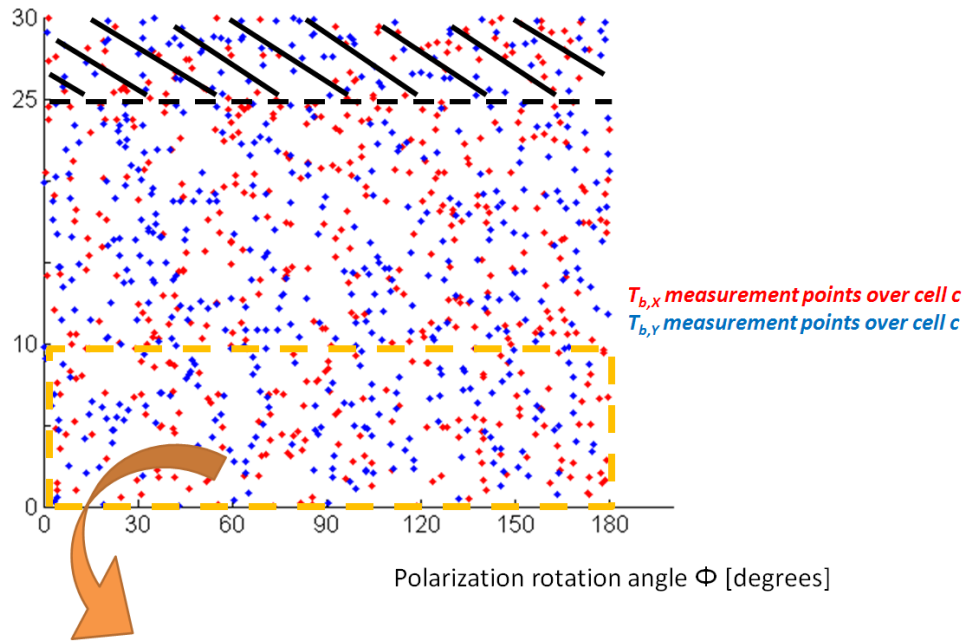 30
25
10
0
0 30 60 90 120 150 180
T_b,X measurement points over cell c
T_b,Y measurement points over cell c
Polarization rotation angle Φ [degrees]